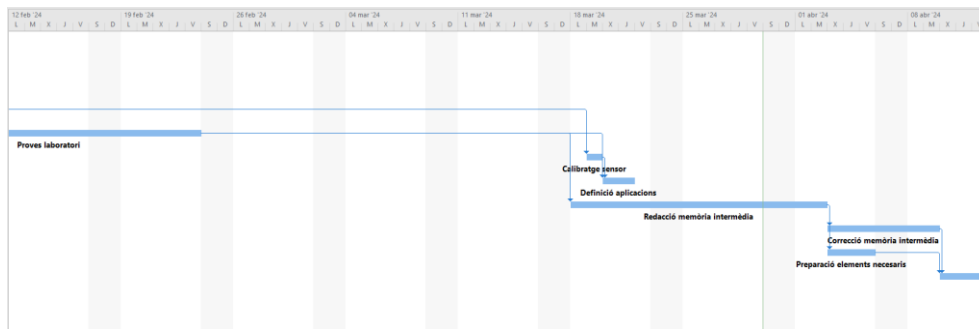 12 feb '24 19 feb '24 26 feb '24 04 mar '24 11 mar '24 18 mar '24 25 mar '24 01 abr '24 08 abr '24
L M X J V S D L M X J V S D L M X J V S D L M X J V S D L M X J V S D L M X J V S D L M X J V S D L M X J V S D L M X J V
Proves laboratori
Calibratge sensor
Definició aplicacions
Redacció memòria intermèdia
Correcció memòria intermèdia
Preparació elements necesaris